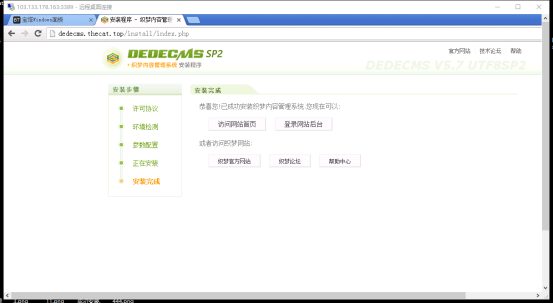 103.133.178.163:3389 - 远程桌面连接
宝塔Windows面板
安装程序 - 织梦内容管理
dedecms.thecat.top/install/index.php
DEDECMS SP2
织梦内容管理系统 安装程序
官方网站 技术论坛 帮助
DEDECMS V5.7 UTF8SP2
安装步骤
许可协议
环境检测
参数配置
正在安装
安装完成
安装完成
恭喜您!已成功安装织梦内容管理系统,您现在可以:
访问网站首页
登录网站后台
或者访问织梦网站:
织梦官方网站
织梦论坛
帮助中心
444.png